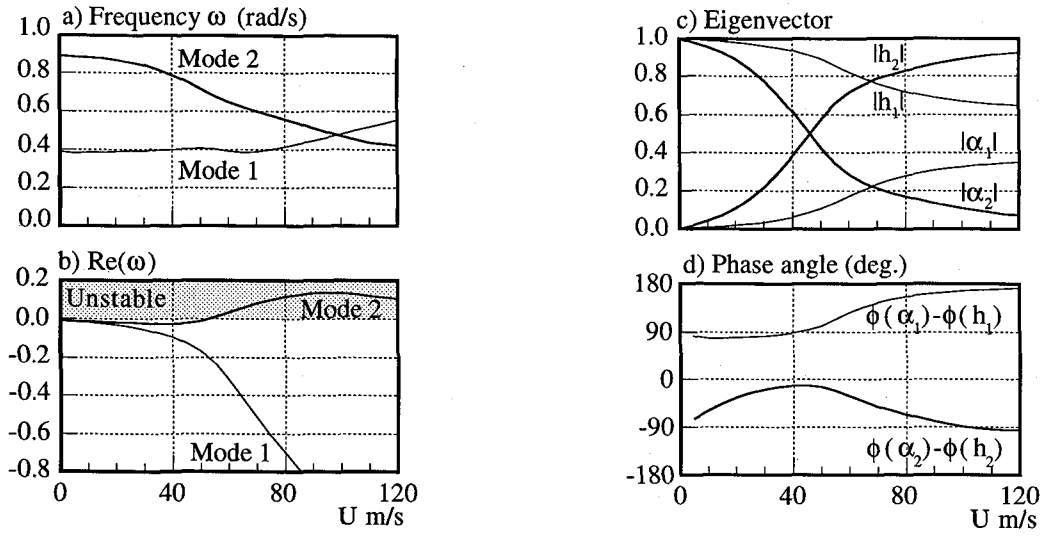 a) Frequency ω (rad/s)
1.0
0.8
0.6
0.4
0.2
0.0
Mode 2
Mode 1
b) Re(ω)
0.2
0.0
-0.2
-0.4
-0.6
-0.8
Unstable
Mode 2
Mode 1
0 40 80 120
U m/s
c) Eigenvector
1.0
0.8
0.6
0.4
0.2
0.0
|h₂|
|h₁|
|α₁|
|α₂|
d) Phase angle (deg.)
180
90
0
-90
-180
ϕ(α₁)-ϕ(h₁)
ϕ(α₂)-ϕ(h₂)
0 40 80 120
U m/s